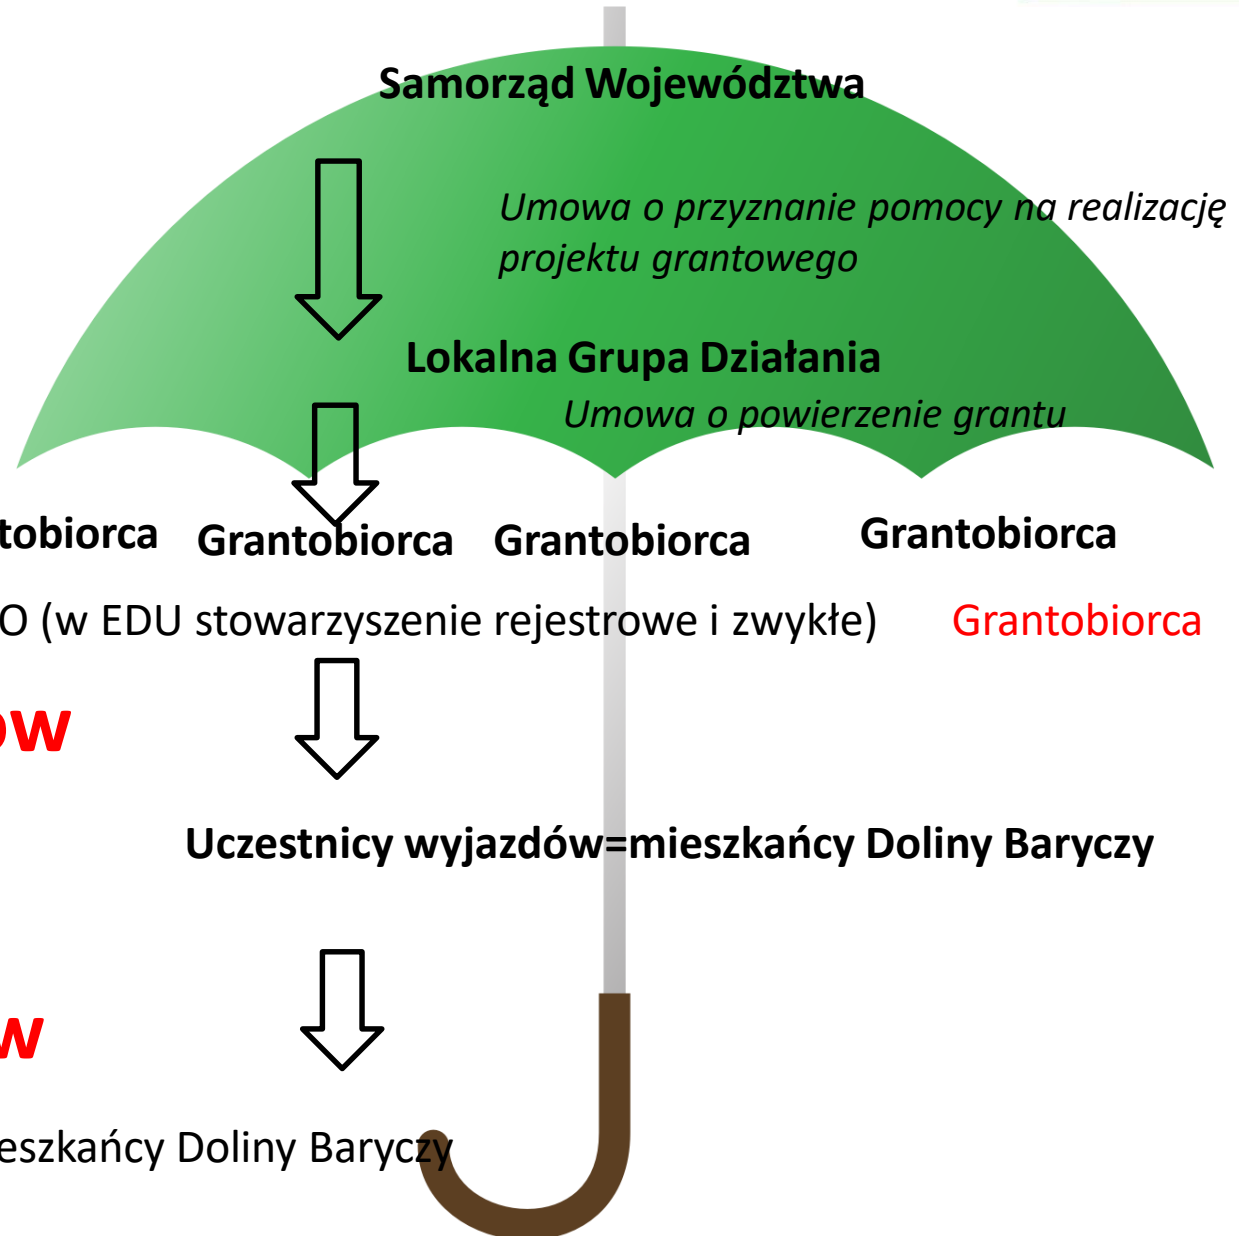 Samorząd Województwa
Umowa o przyznanie pomocy na realizację
projektu grantowego
Lokalna Grupa Działania
Umowa o powierzenie grantu
tobiorca Grantobiorca Grantobiorca Grantobiorca
O (w EDU stowarzyszenie rejestrowe i zwykłe) Grantobiorca
ów
Uczestnicy wyjazdów=mieszkańcy Doliny Baryczy
w
eszkańcy Doliny Baryczy